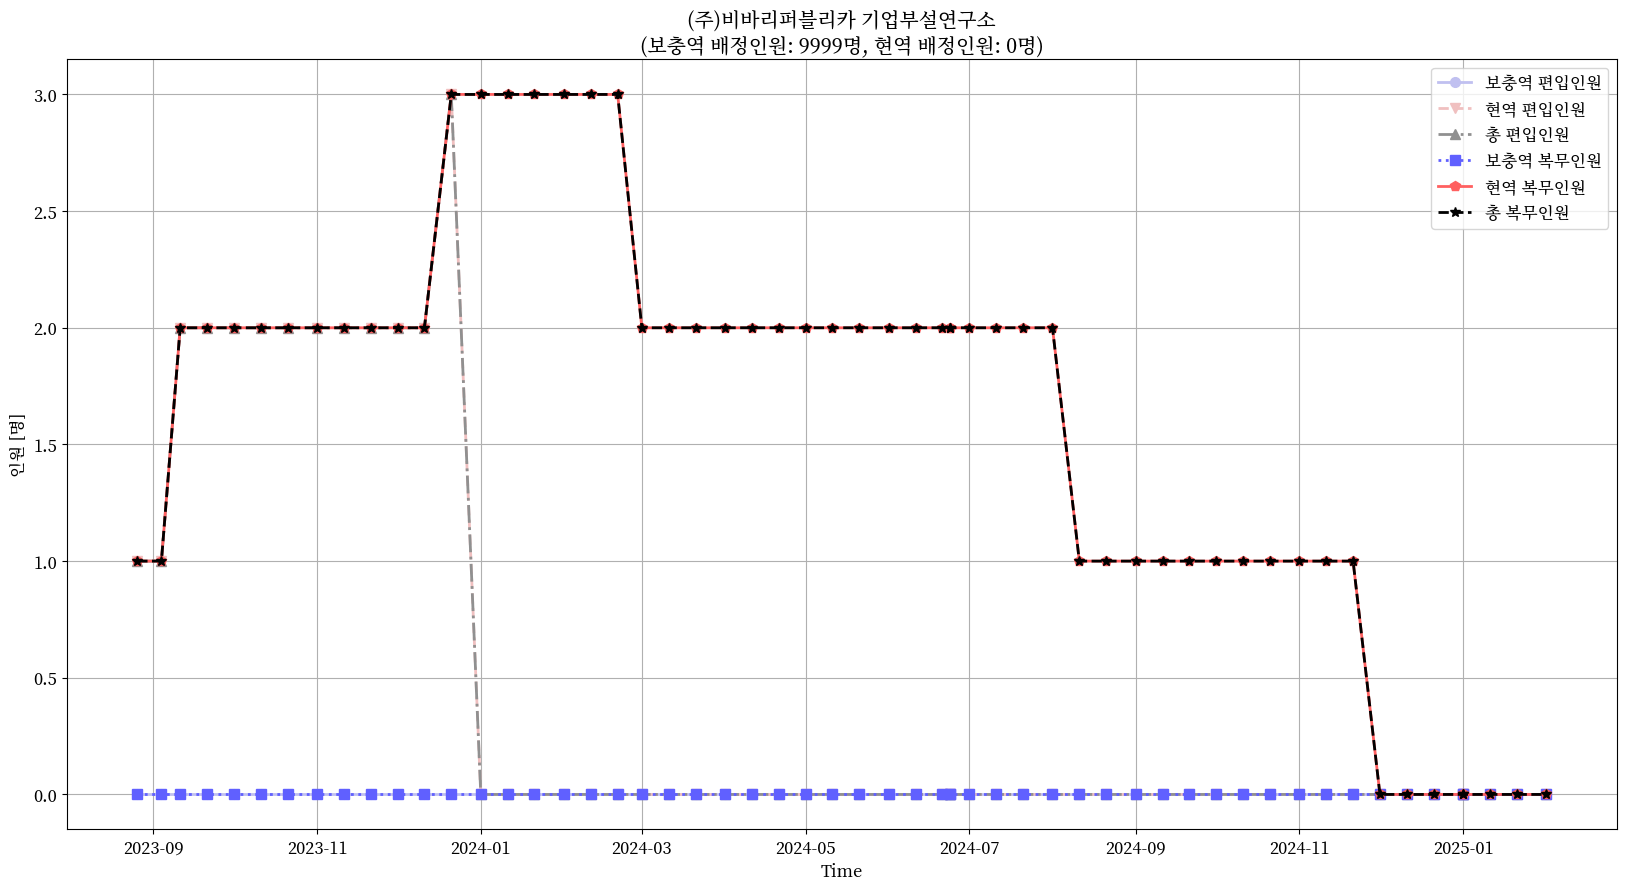 (주)비바리퍼블리카 기업부설연구소
(보충역 배정인원: 9999명, 현역 배정인원: 0명)
보충역 편입인원
현역 편입인원
총 편입인원
보충역 복무인원
현역 복무인원
총 복무인원
인원 [명]
3.0
2.5
2.0
1.5
1.0
0.5
0.0
2023-09
2023-11
2024-01
2024-03
2024-05
2024-07
2024-09
2024-11
2025-01
Time